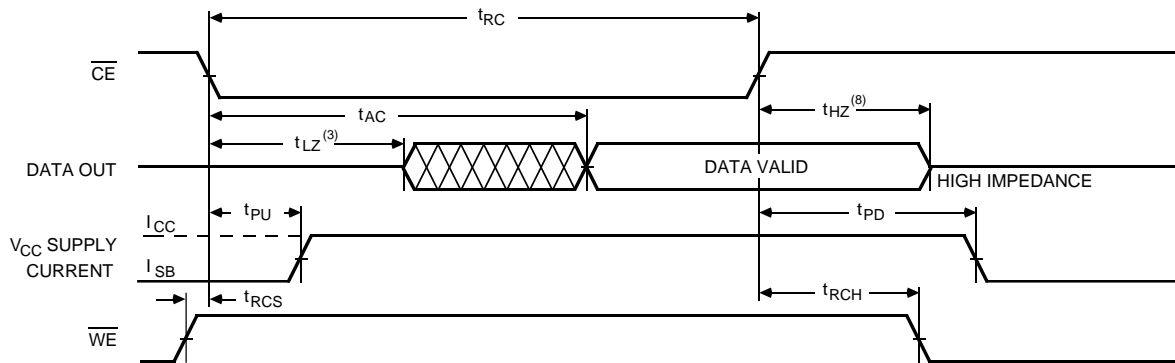 tRC
CE
tAC
tHZ(8)
tLZ(3)
DATA OUT
DATA VALID
HIGH IMPEDANCE
tPU
tPD
ICC
VCC SUPPLY
CURRENT
ISB
tRCS
tRCH
WE